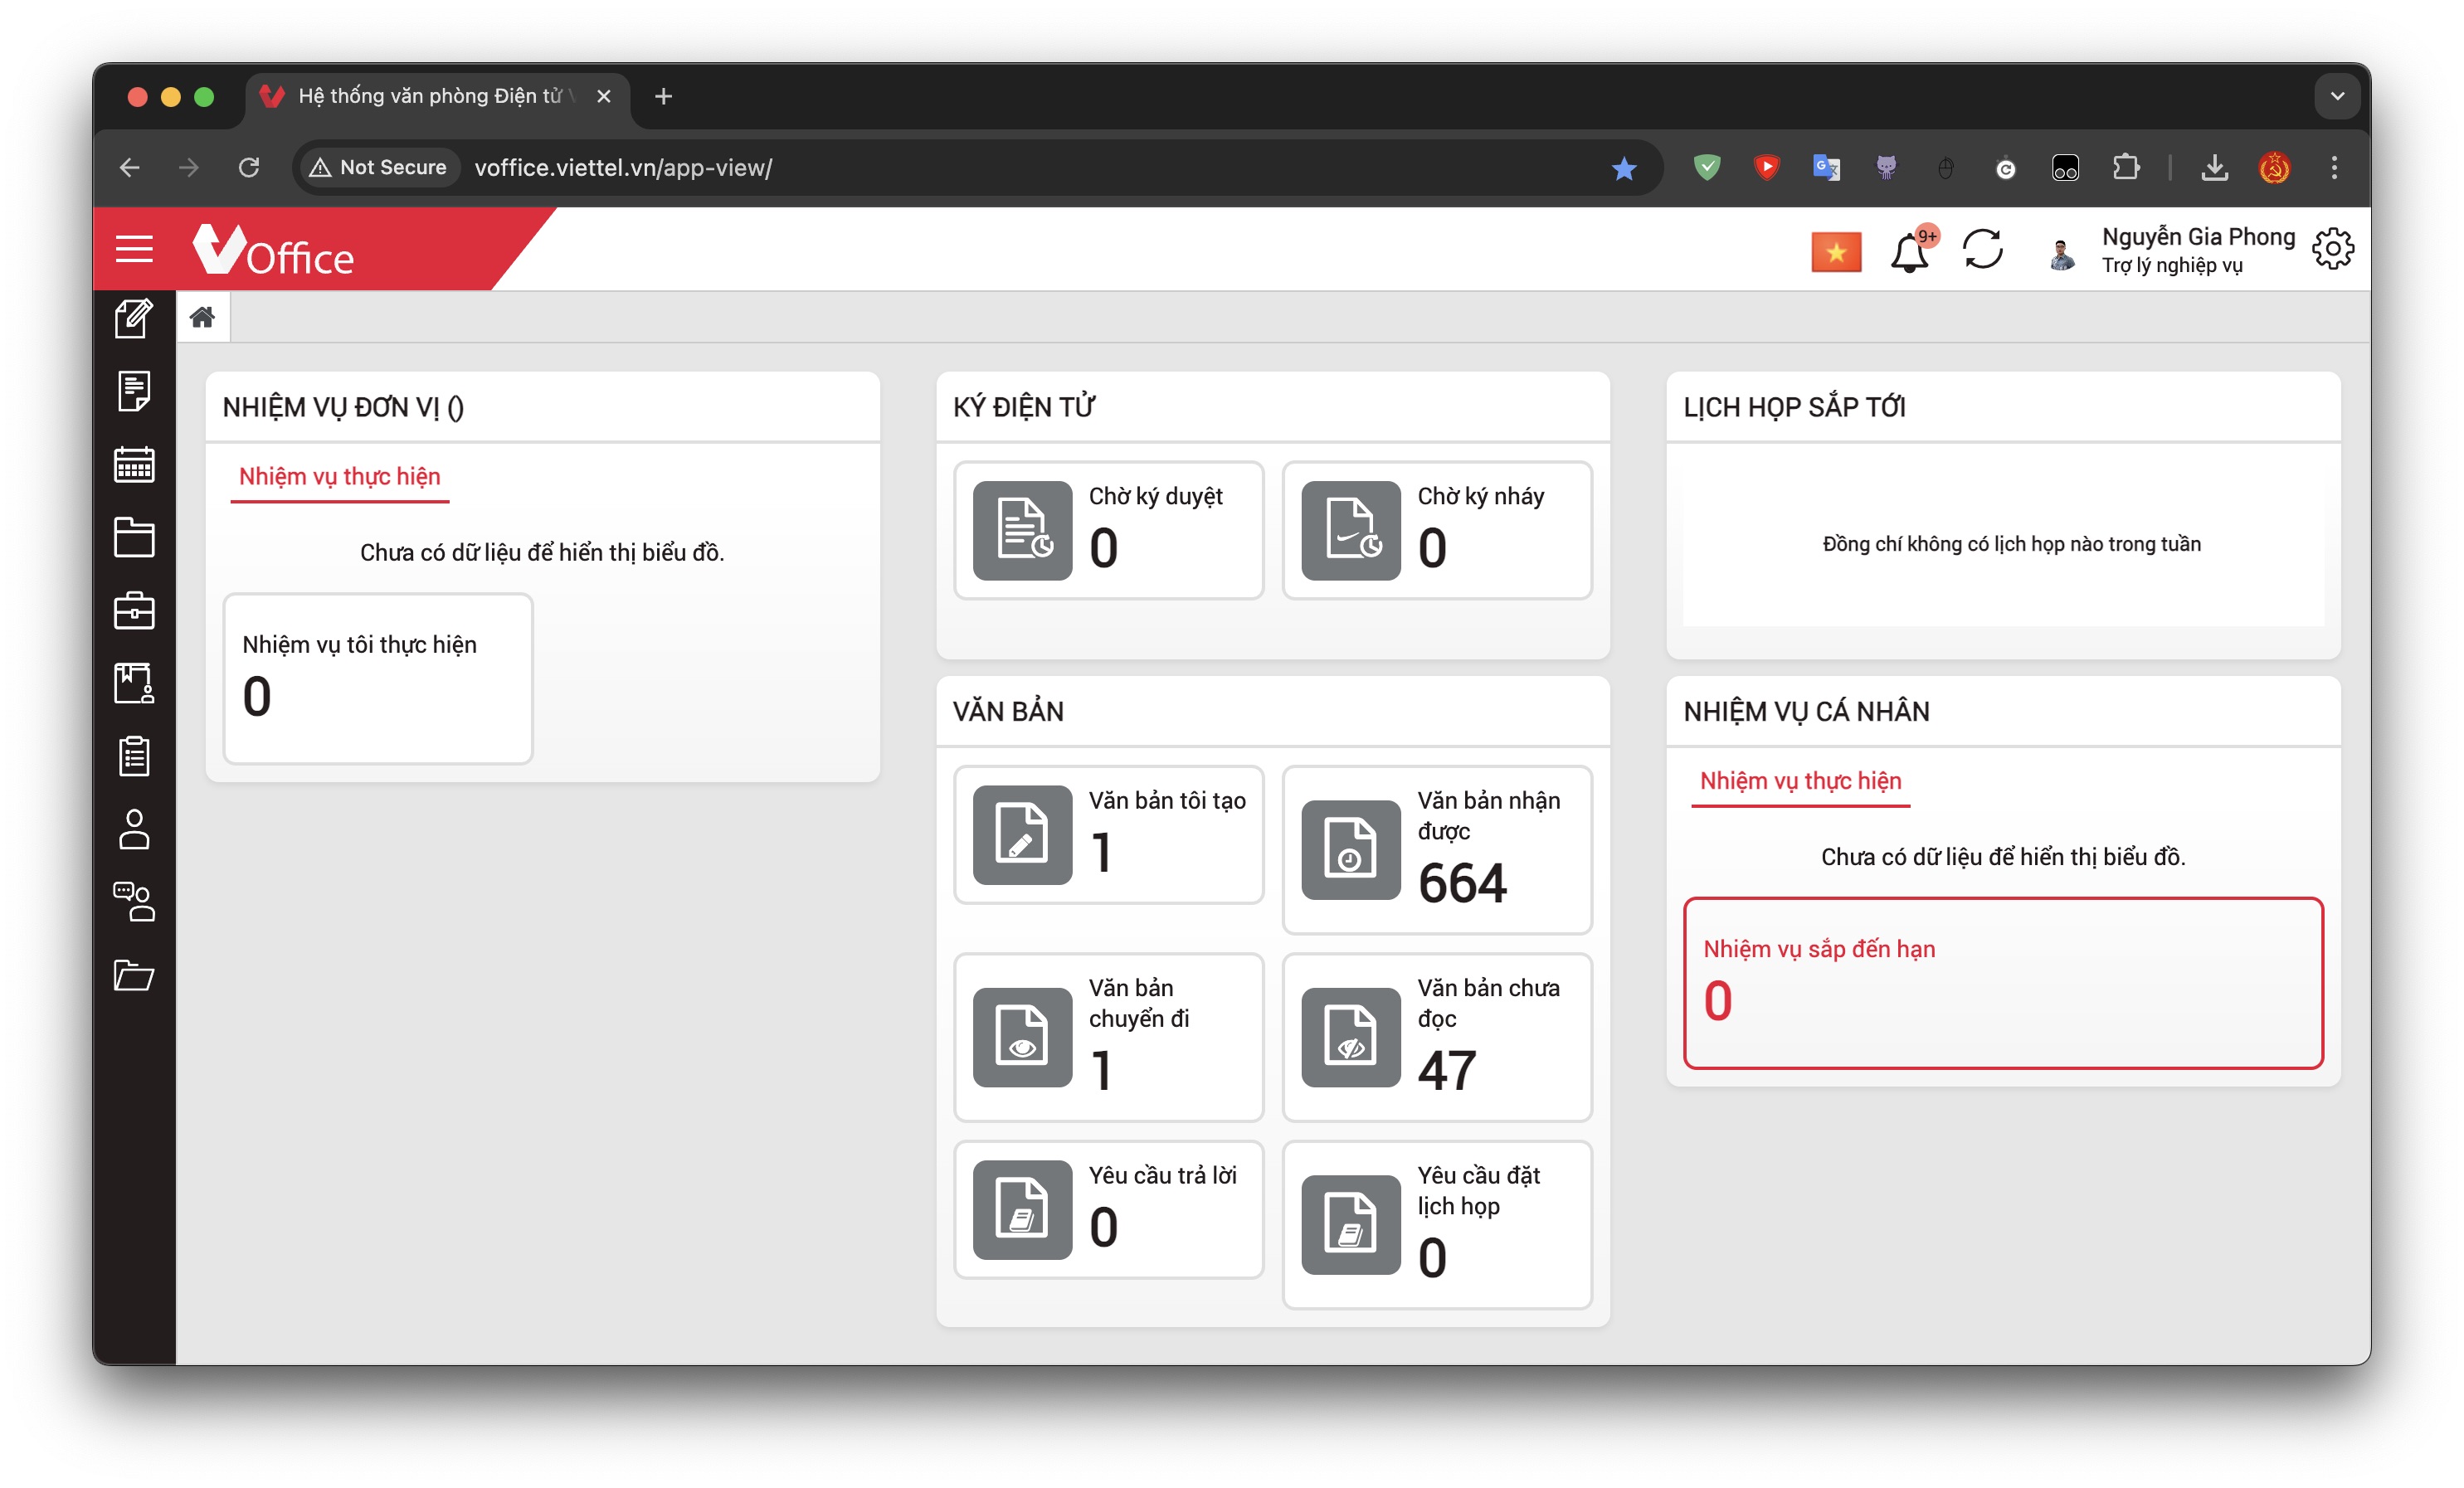 Hệ thống văn phòng Điện tử
Not Secure
voffice.viettel.vn/app-view/
Office
9+
Nguyễn Gia Phong
Trợ lý nghiệp vụ
NHIỆM VỤ ĐƠN VỊ ()
Nhiệm vụ thực hiện
Chưa có dữ liệu để hiển thị biểu đồ.
Nhiệm vụ tôi thực hiện
0
KÝ ĐIỆN TỬ
Chờ ký duyệt
0
Chờ ký nháy
0
VĂN BẢN
Văn bản tôi tạo
1
Văn bản nhận
được
664
Văn bản
chuyển đi
1
Văn bản chưa
đọc
47
Yêu cầu trả lời
0
Yêu cầu đặt
lịch họp
0
LỊCH HỌP SẮP TỚI
Đồng chí không có lịch họp nào trong tuần
NHIỆM VỤ CÁ NHÂN
Nhiệm vụ thực hiện
Chưa có dữ liệu để hiển thị biểu đồ.
Nhiệm vụ sắp đến hạn
0